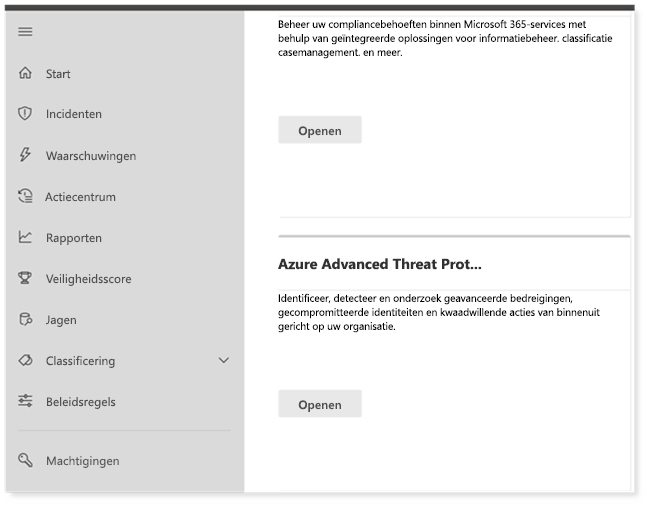 Start
Incidenten
Waarschuwingen
Actiecentrum
Rapporten
Veiligheidsscore
Jagen
Classificering
Beleidsregels
Machtigingen
Beheer uw compliancebehoeften binnen Microsoft 365-services met
behulp van geïntegreerde oplossingen voor informatiebeheer. classificatie
casemanagement. en meer.
Openen
Azure Advanced Threat Prot...
Identificeer, detecteer en onderzoek geavanceerde bedreigingen,
gecompromitteerde identiteiten en kwaadwillende acties van binnenuit
gericht op uw organisatie.
Openen